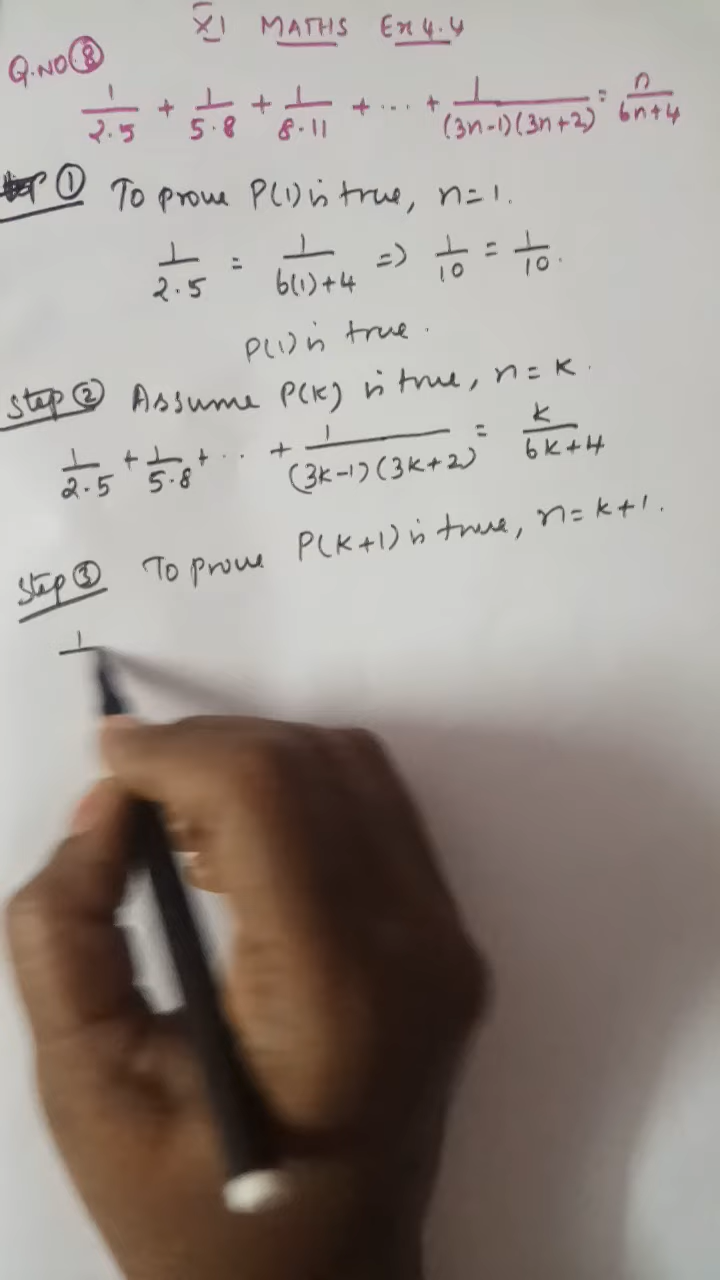 XI MATHS Ex 4.4
Q.NO 8
1/2.5 + 1/5.8 + 1/8.11 + ... + 1/(3n-1)(3n+2) = n/6n+4
① To prove P(1) is true, n=1.
1/2.5 = 1/6(1)+4 => 1/10 = 1/10.
P(1) is true.
Step ② Assume P(K) is true, n=K.
1/2.5 + 1/5.8 + ... + 1/(3k-1)(3k+2) = k/6k+4
Step ③ To prove P(K+1) is true, n=k+1.
1